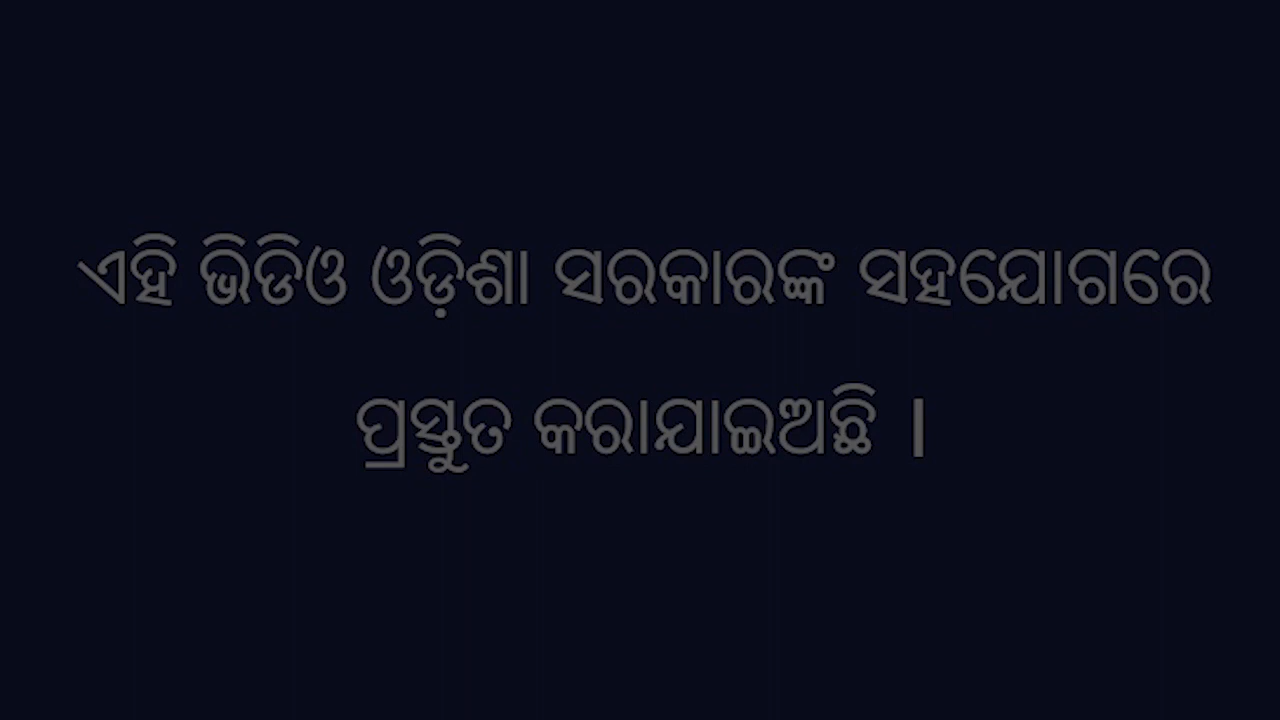 ଏହି ଭିଡିଓ ଓଡ଼ିଶା ସରକାରଙ୍କ ସହଯୋଗରେ
ପ୍ରସ୍ତୁତ କରାଯାଇଅଛି ।